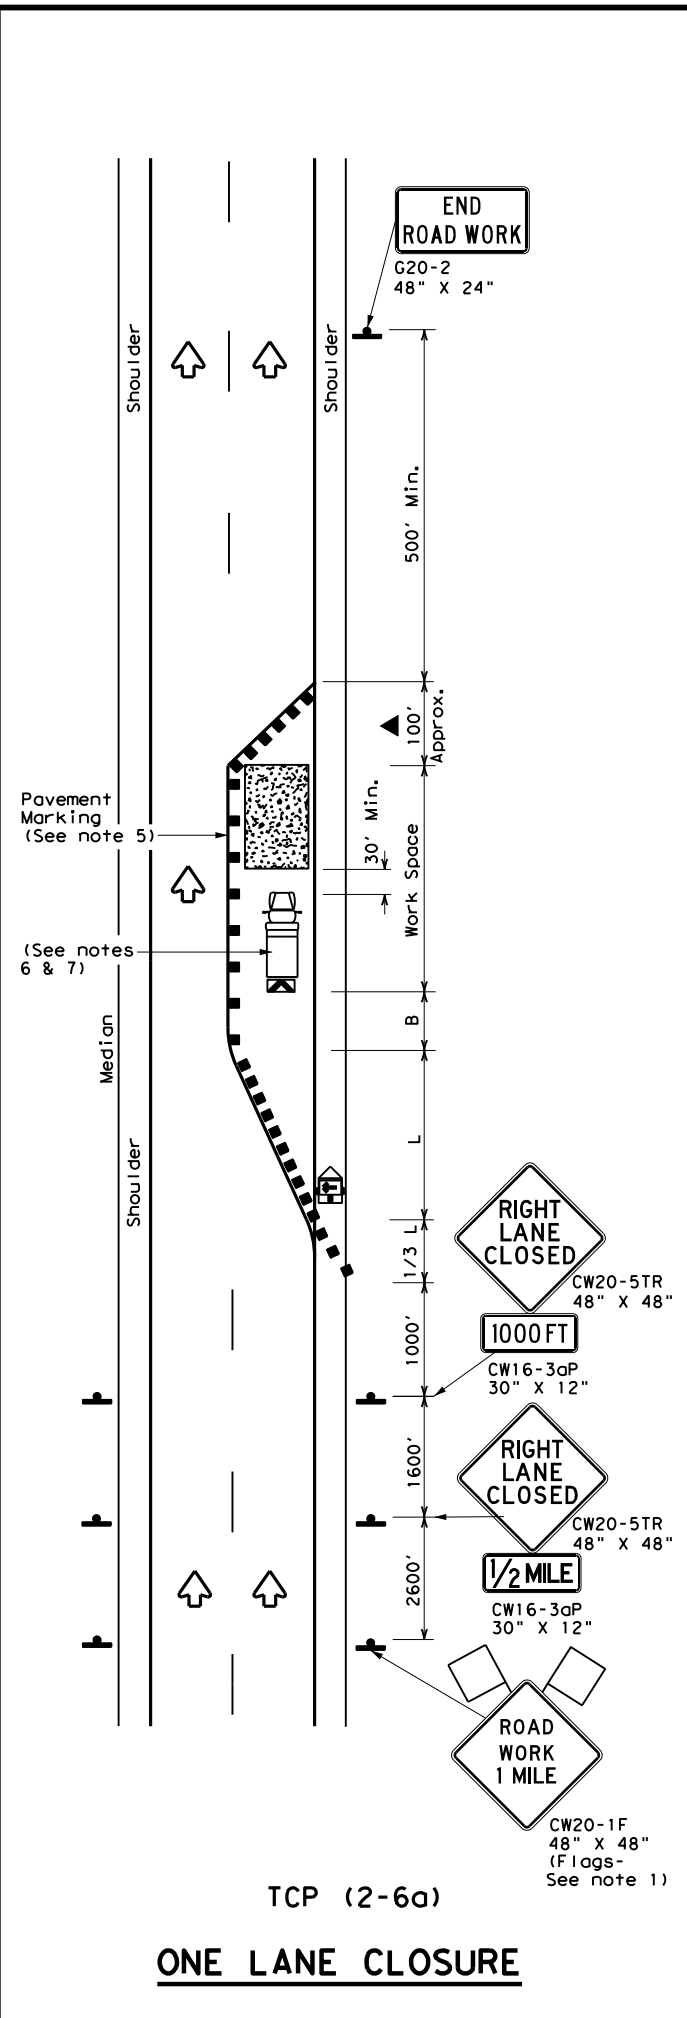 END
ROAD WORK
G20-2
48" X 24"
Shoulder
Shoulder
500' Min.
100'
Approx.
30' Min.
Work Space
Pavement
Marking
(See note 5)
(See notes
6 & 7)
B
Median
Shoulder
L
1/3 L
RIGHT
LANE
CLOSED
CW20-5TR
48" X 48"
1000 FT
CW16-3aP
30" X 12"
1000'
1600'
RIGHT
LANE
CLOSED
CW20-5TR
48" X 48"
1/2 MILE
CW16-3aP
30" X 12"
2600'
ROAD
WORK
1 MILE
CW20-1F
48" X 48"
(Flags-
See note 1)
TCP (2-6a)
ONE LANE CLOSURE